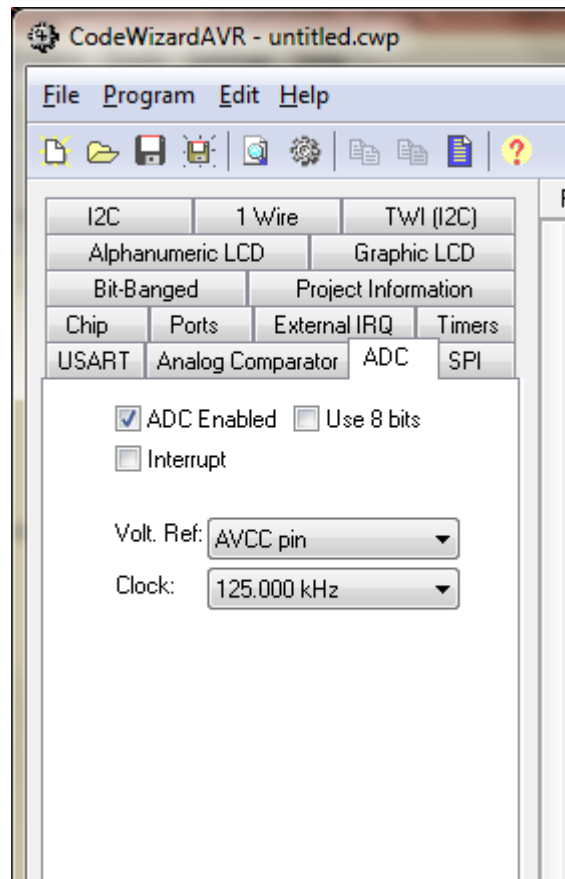 CodeWizardAVR - untitled.cwp
File Program Edit Help
I2C 1 Wire TWI (I2C)
Alphanumeric LCD Graphic LCD
Bit-Banged Project Information
Chip Ports External IRQ Timers
USART Analog Comparator ADC SPI
ADC Enabled Use 8 bits
Interrupt
Volt. Ref: AVCC pin
Clock: 125.000 kHz